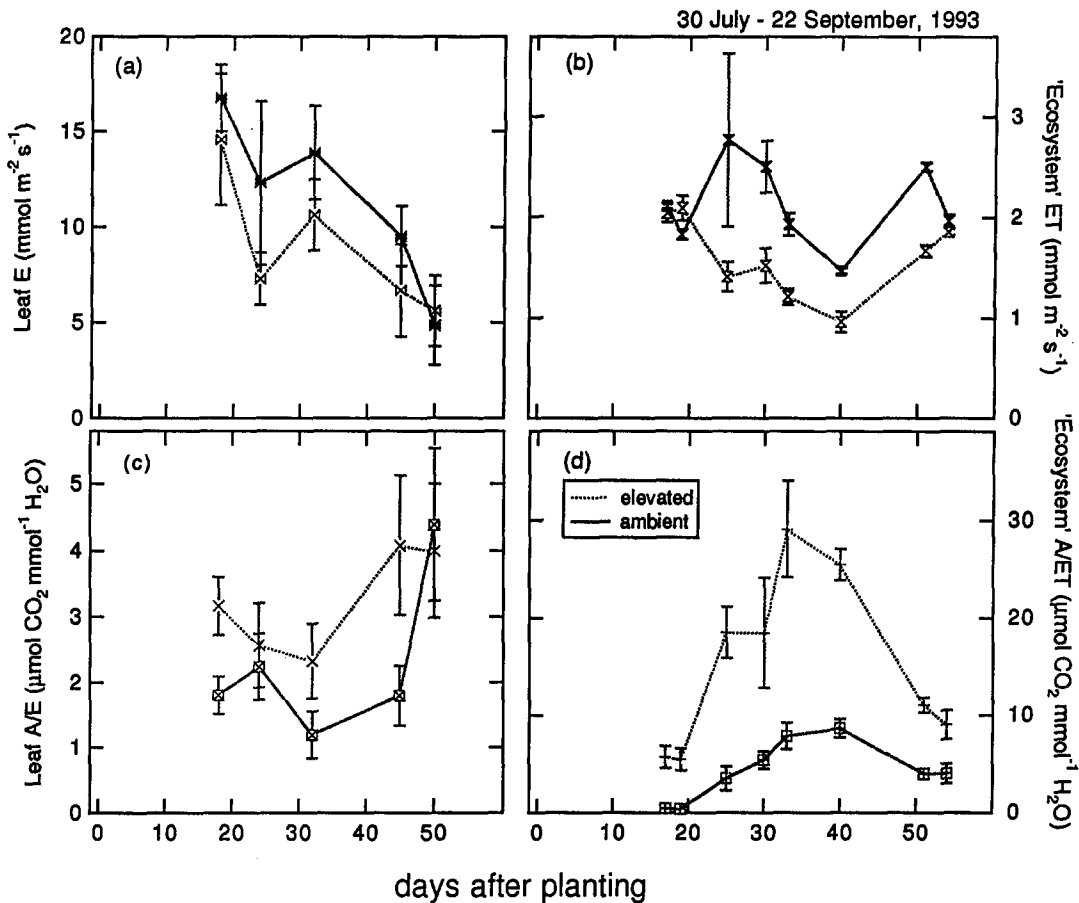 30 July - 22 September, 1993
(a)
20
15
10
5
0
Leaf E (mmol m⁻² s⁻¹)
(b)
3
2
1
0
'Ecosystem' ET (mmol m⁻² s⁻¹)
(c)
5
4
3
2
1
0
Leaf A/E (µmol CO₂ mmol⁻¹ H₂O)
0 10 20 30 40 50
(d)
elevated
ambient
30
20
10
0
'Ecosystem' A/ET (µmol CO₂ mmol⁻¹ H₂O)
0 10 20 30 40 50
days after planting